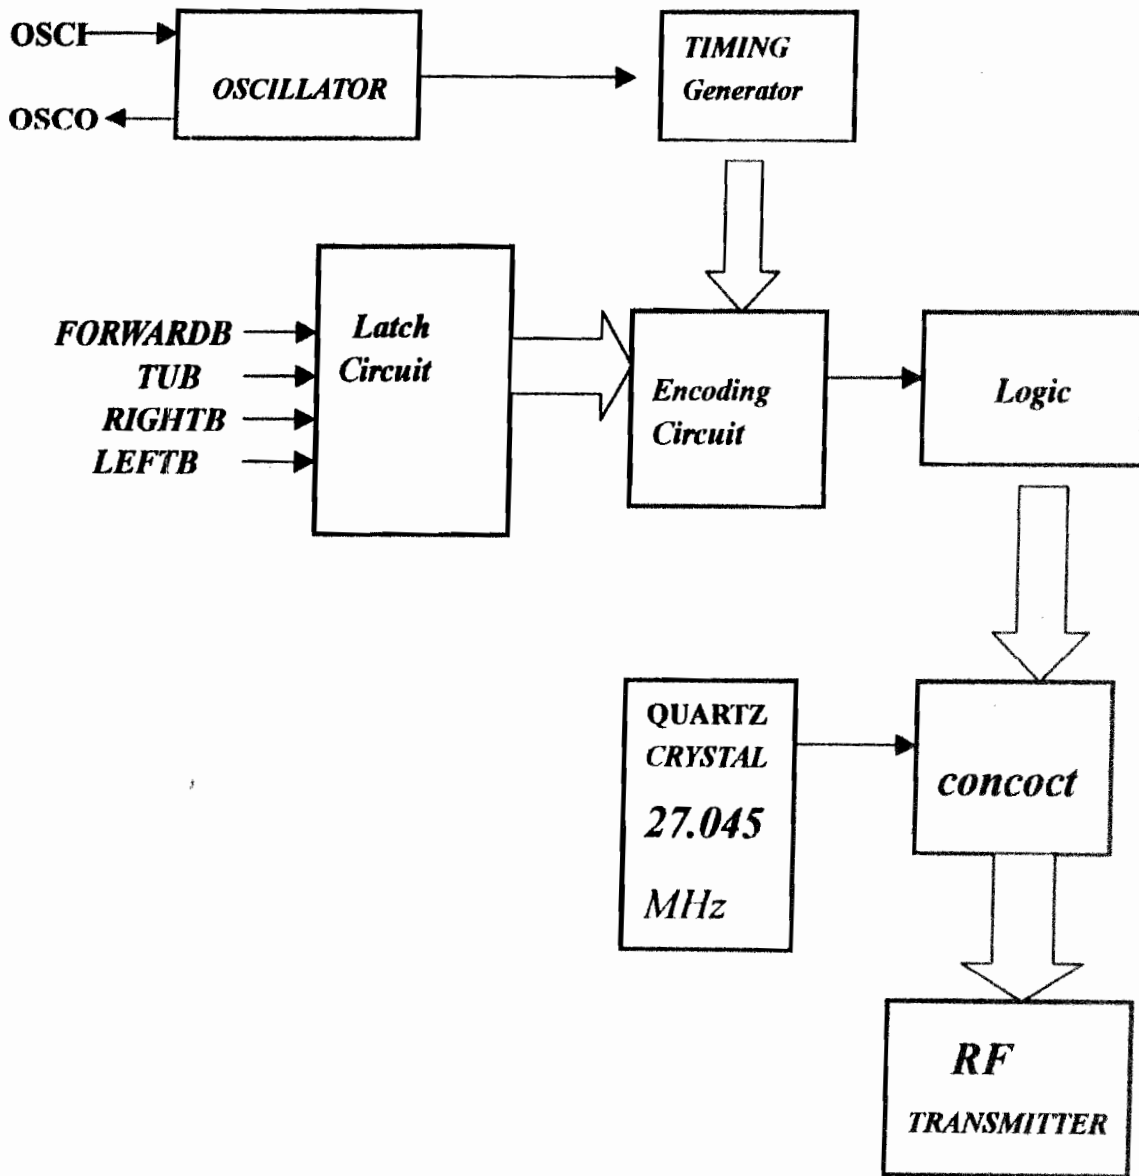 OSCI
OSCO
OSCILLATOR
TIMING
Generator
FORWARDB
TUB
RIGHTB
LEFTB
Latch
Circuit
Encoding
Circuit
Logic
QUARTZ
CRYSTAL
27.045
MHz
concoct
RF
TRANSMITTER